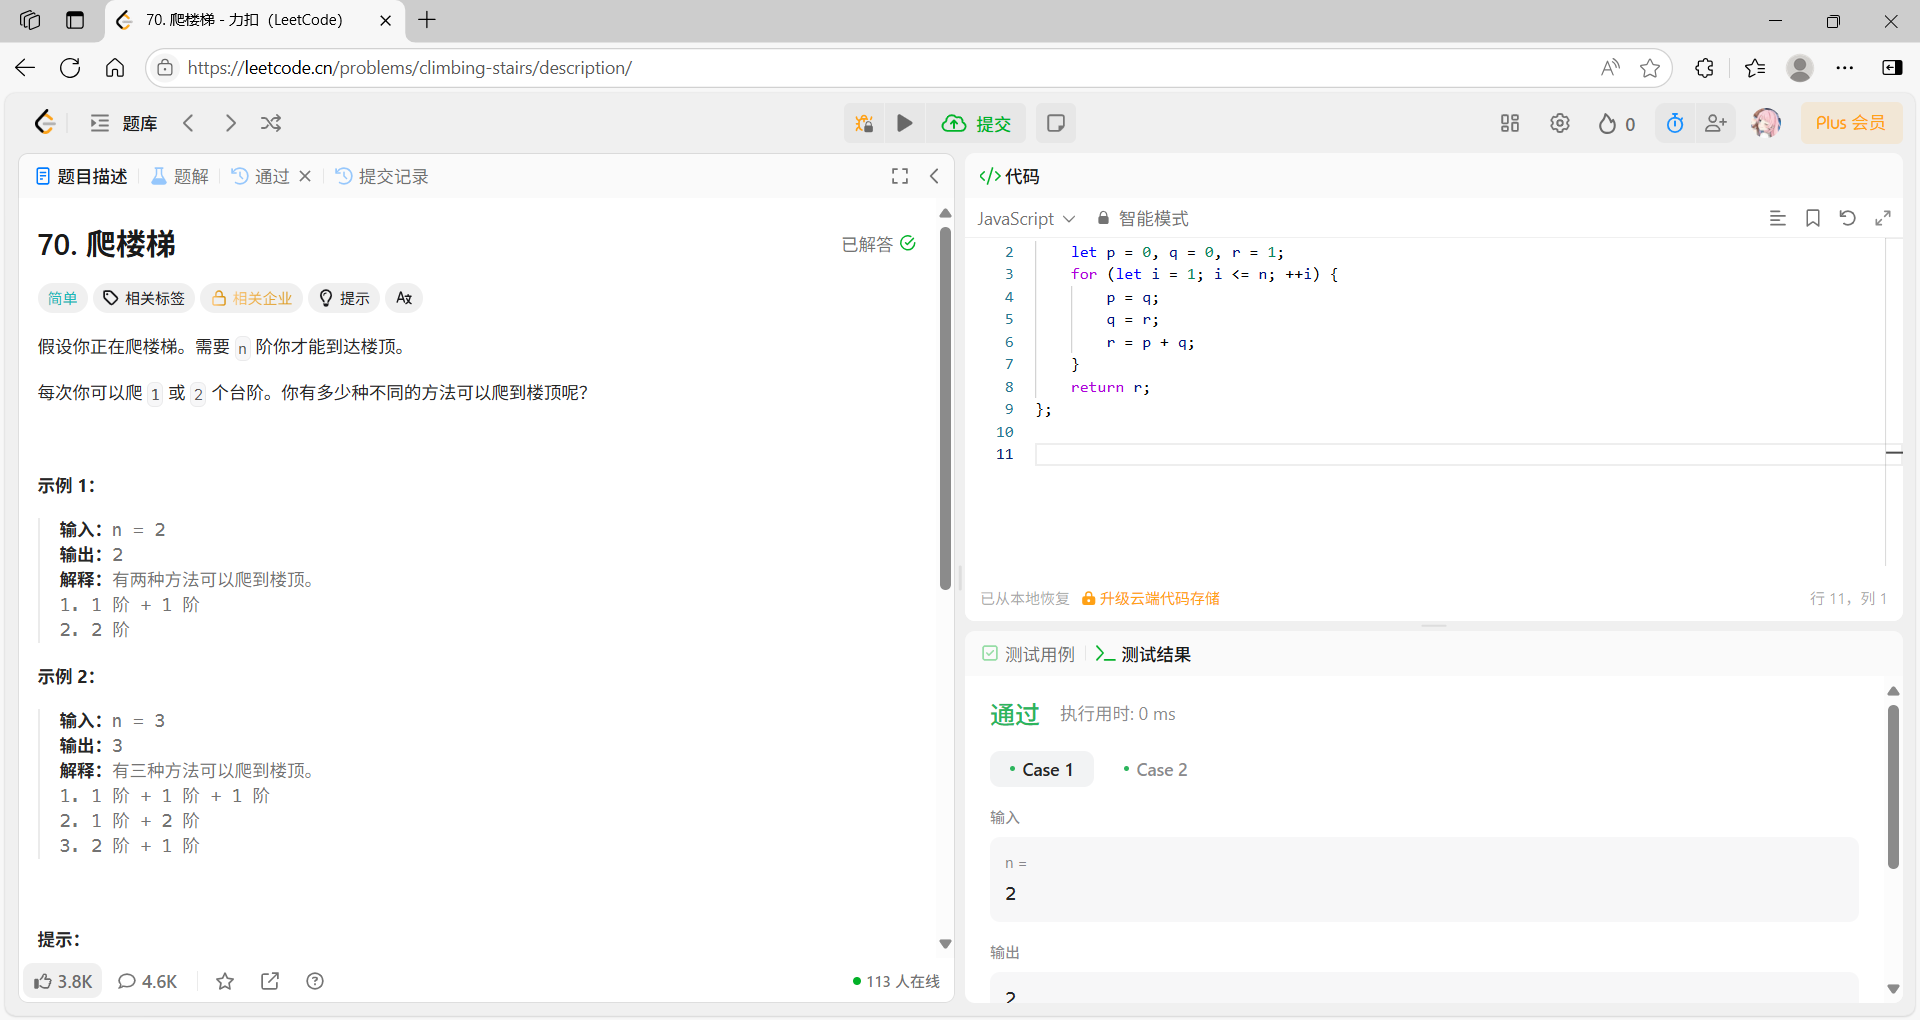 70. 爬楼梯 - 力扣（LeetCode）
https://leetcode.cn/problems/climbing-stairs/description/
题库
提交
0
Plus 会员
题目描述
题解
通过
提交记录
70. 爬楼梯
已解答
简单
相关标签
相关企业
提示
假设你正在爬楼梯。需要 n 阶你才能到达楼顶。
每次你可以爬 1 或 2 个台阶。你有多少种不同的方法可以爬到楼顶呢？
示例 1：
输入：n = 2
输出：2
解释：有两种方法可以爬到楼顶。
1. 1 阶 + 1 阶
2. 2 阶
示例 2：
输入：n = 3
输出：3
解释：有三种方法可以爬到楼顶。
1. 1 阶 + 1 阶 + 1 阶
2. 1 阶 + 2 阶
3. 2 阶 + 1 阶
提示：
3.8K
4.6K
113 人在线
</> 代码
JavaScript
智能模式
2 let p = 0, q = 0, r = 1;
3 for (let i = 1; i <= n; ++i) {
4 p = q;
5 q = r;
6 r = p + q;
7 }
8 return r;
9 };
10
11
已从本地恢复
升级云端代码存储
行 11，列 1
测试用例
测试结果
通过
执行用时: 0 ms
Case 1
Case 2
输入
n =
2
输出
2